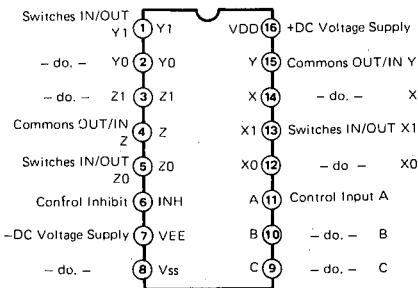 Switches IN/OUT
Y1 1 Y1 VDD 16 +DC Voltage Supply
– do. – Y0 2 Y0 Y 15 Commons OUT/IN Y
– do. – Z1 3 Z1 X 14 – do. – X
Commons OUT/IN
Z 4 Z X1 13 Switches IN/OUT X1
Switches IN/OUT
Z0 5 Z0 X0 12 – do – X0
Control Inhibit 6 INH A 11 Control Input A
–DC Voltage Supply 7 VEE B 10 – do. – B
– do. – 8 Vss C 9 – do. – C